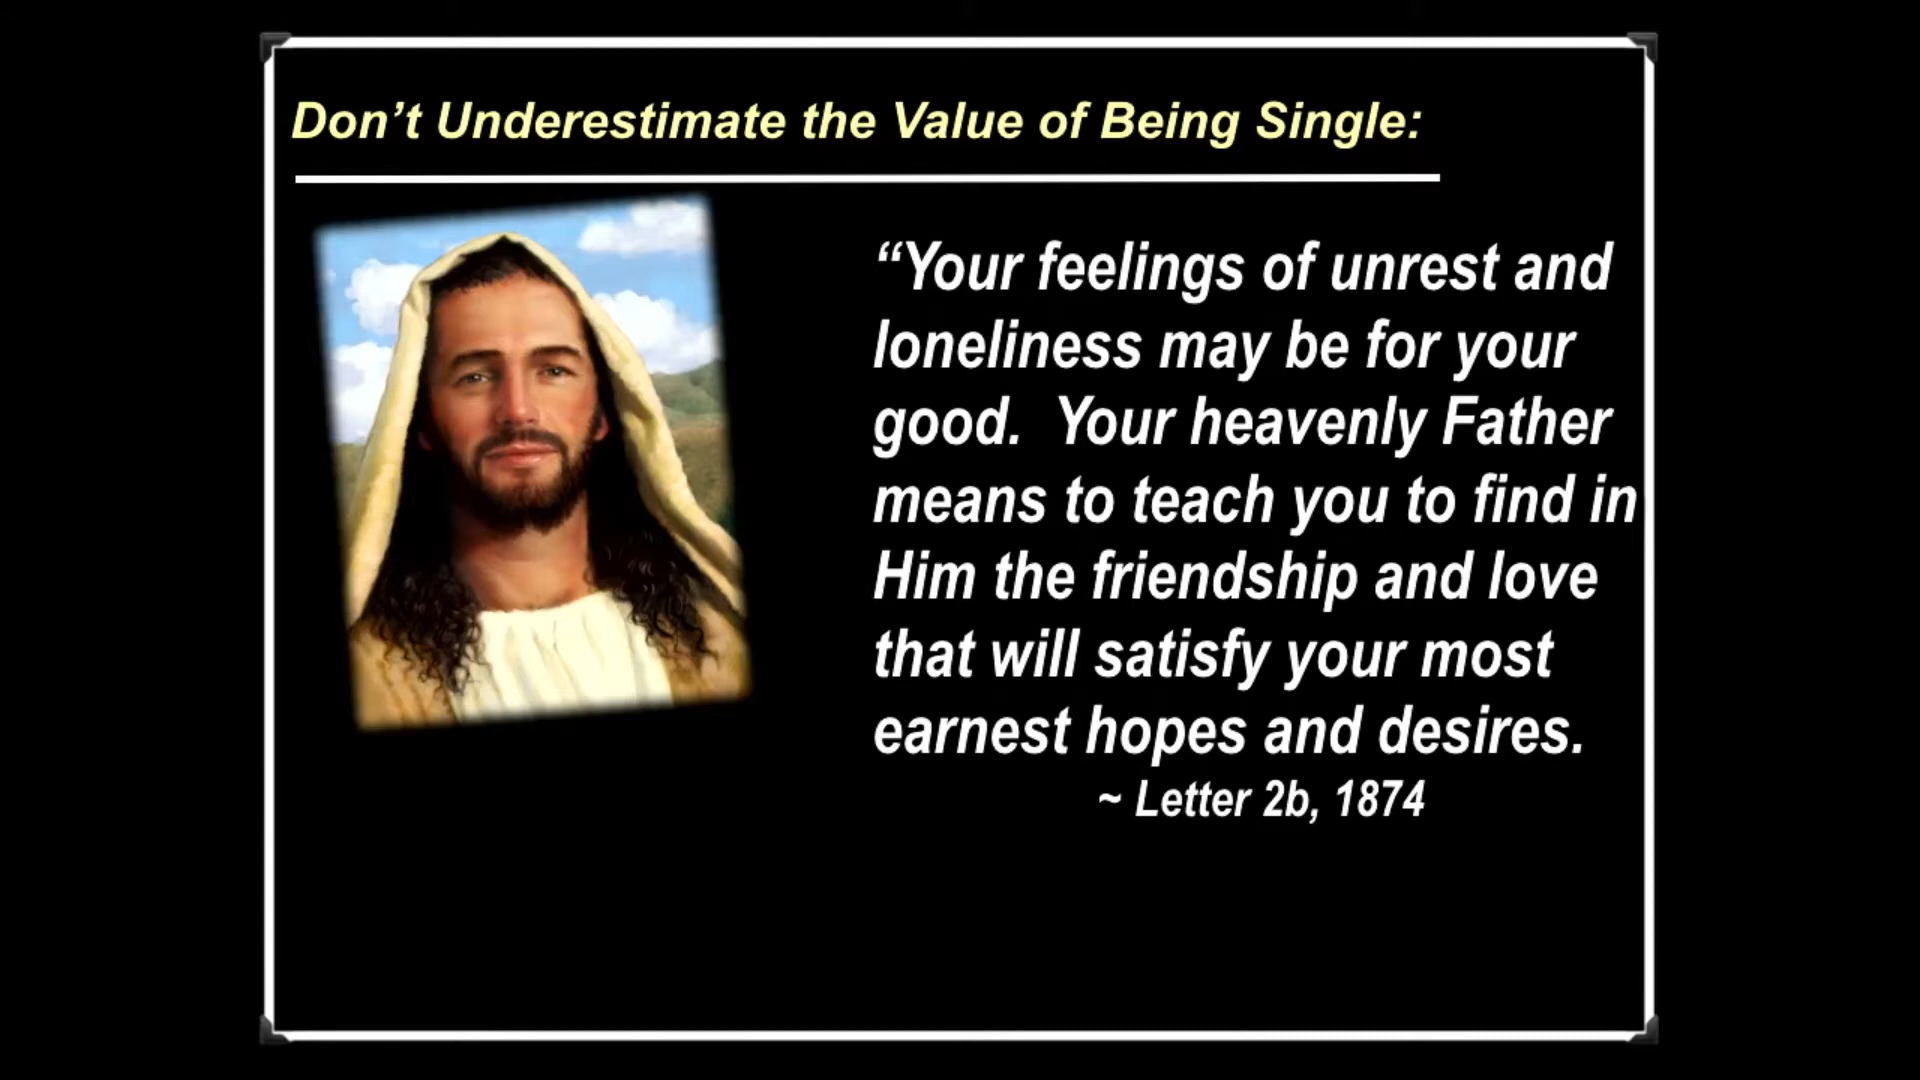 Don’t Underestimate the Value of Being Single:
“Your feelings of unrest and
loneliness may be for your
good.  Your heavenly Father
means to teach you to find in
Him the friendship and love
that will satisfy your most
earnest hopes and desires.
~ Letter 2b, 1874